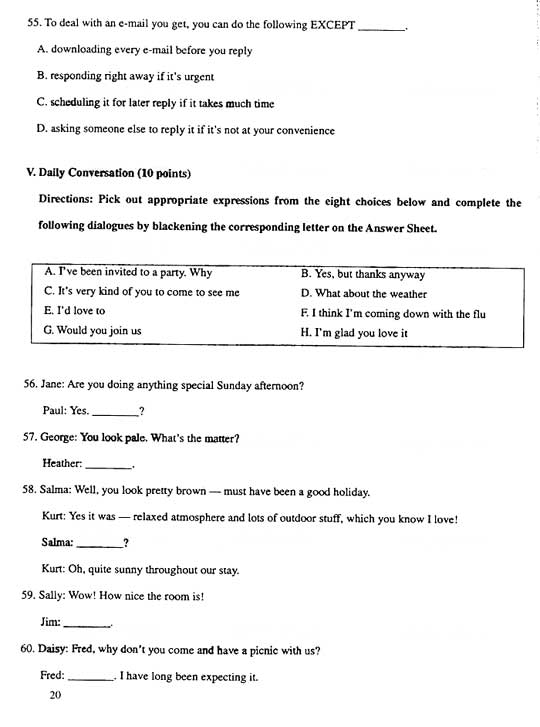 55. To deal with an e-mail you get, you can do the following EXCEPT ________.
A. downloading every e-mail before you reply
B. responding right away if it's urgent
C. scheduling it for later reply if it takes much time
D. asking someone else to reply it if it's not at your convenience
V. Daily Conversation (10 points)
Directions: Pick out appropriate expressions from the eight choices below and complete the
following dialogues by blackening the corresponding letter on the Answer Sheet.
A. I've been invited to a party. Why B. Yes, but thanks anyway
C. It's very kind of you to come to see me D. What about the weather
E. I'd love to F. I think I'm coming down with the flu
G. Would you join us H. I'm glad you love it
56. Jane: Are you doing anything special Sunday afternoon?
Paul: Yes. ________?
57. George: You look pale. What's the matter?
Heather: ________.
58. Salma: Well, you look pretty brown — must have been a good holiday.
Kurt: Yes it was — relaxed atmosphere and lots of outdoor stuff, which you know I love!
Salma: ________?
Kurt: Oh, quite sunny throughout our stay.
59. Sally: Wow! How nice the room is!
Jim: ________.
60. Daisy: Fred, why don't you come and have a picnic with us?
Fred: ________. I have long been expecting it.
20